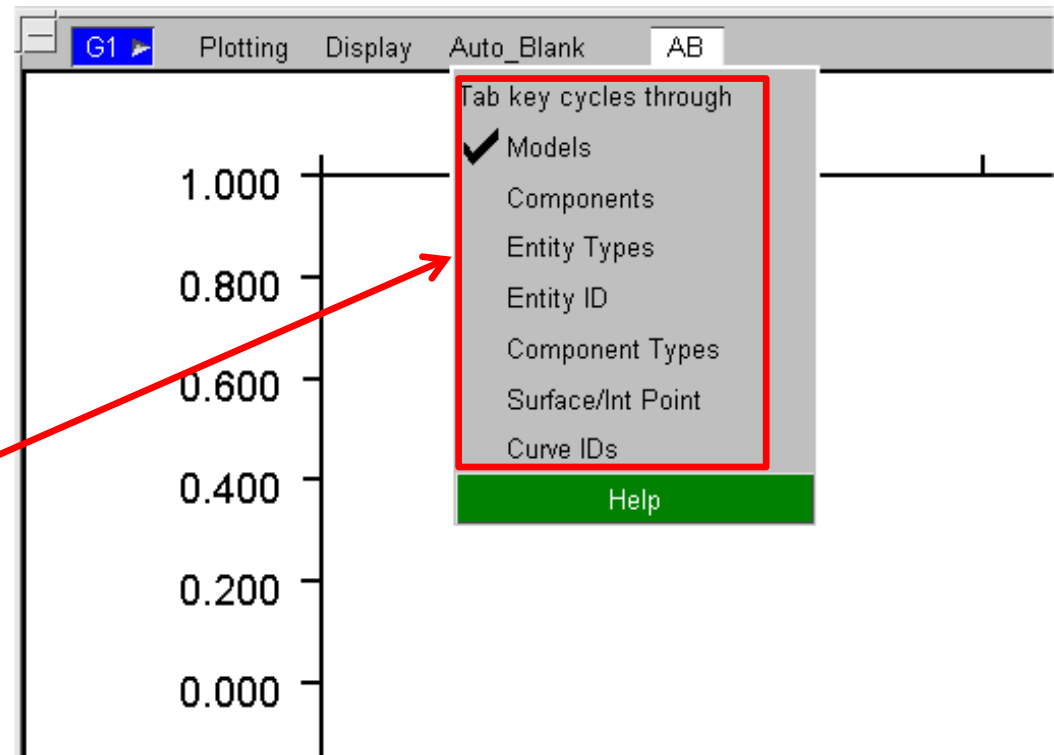 G1 Plotting Display Auto_Blank AB
Tab key cycles through
Models
Components
Entity Types
Entity ID
Component Types
Surface/Int Point
Curve IDs
Help
1.000
0.800
0.600
0.400
0.200
0.000